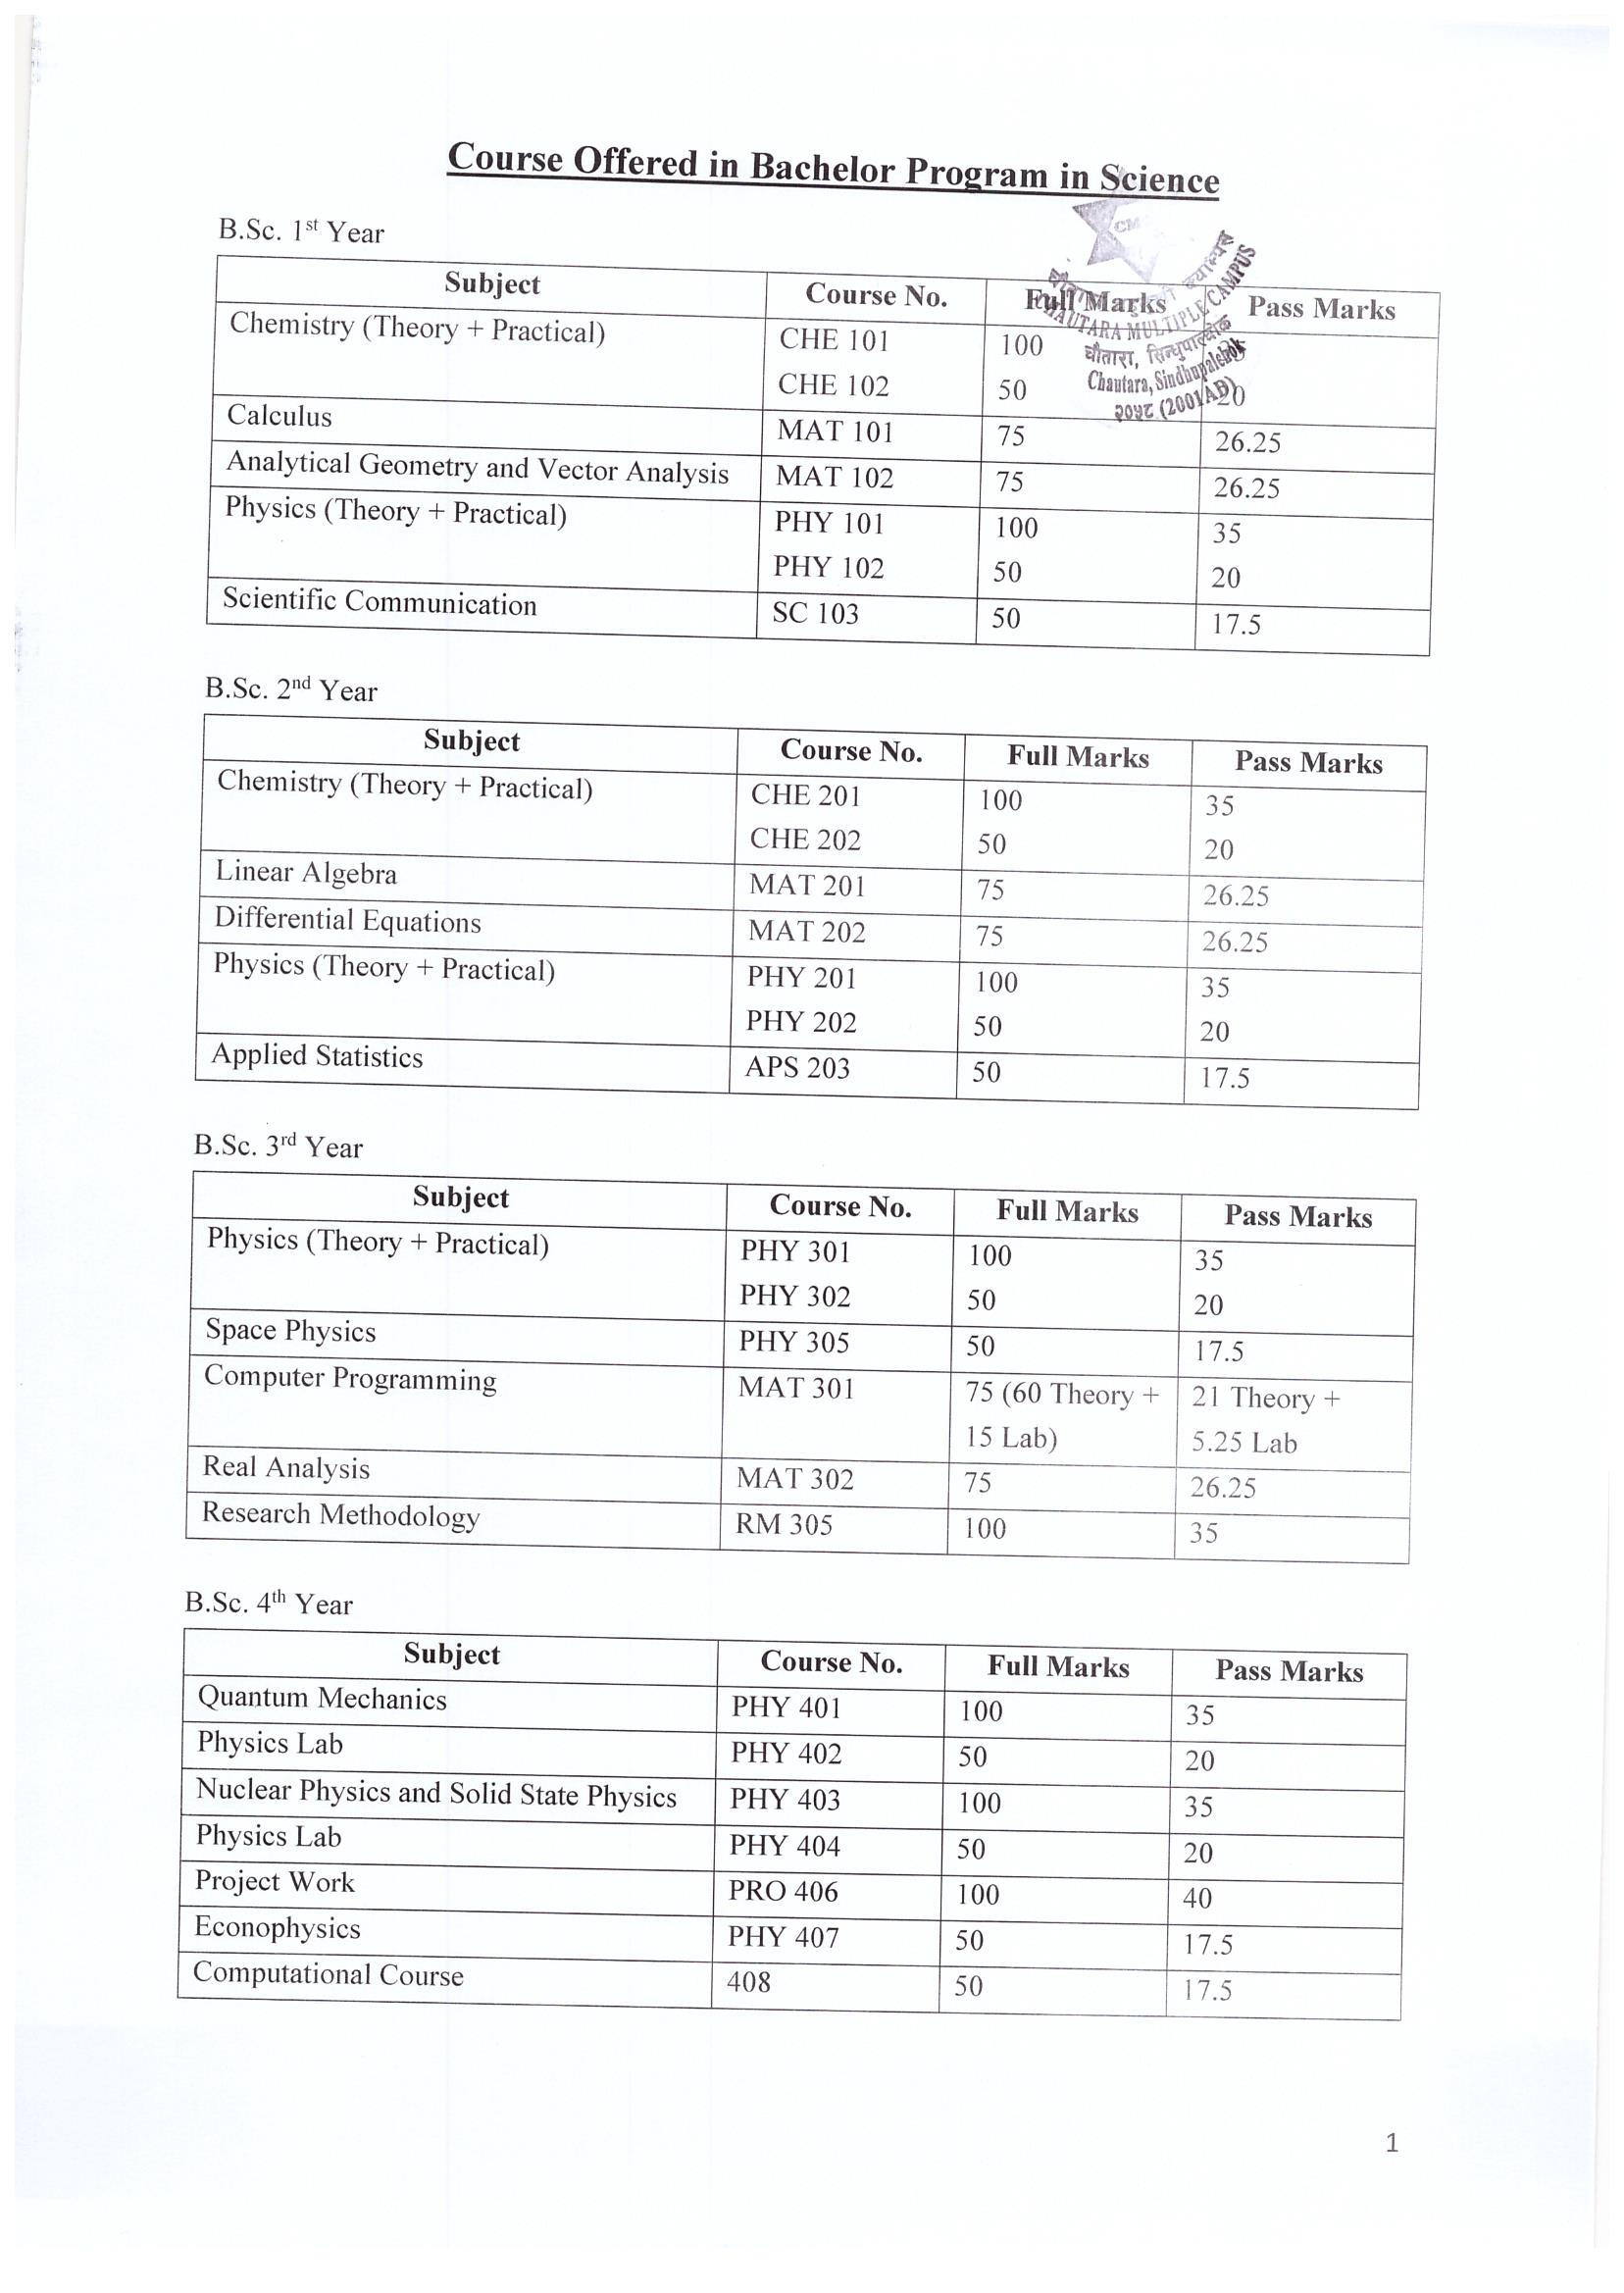 Course Offered in Bachelor Program in Science
B.Sc. 1st Year
Subject Course No. Full Marks Pass Marks
Chemistry (Theory + Practical) CHE 101 100
CHE 102 50 20
Calculus MAT 101 75 26.25
Analytical Geometry and Vector Analysis MAT 102 75 26.25
Physics (Theory + Practical) PHY 101 100 35
PHY 102 50 20
Scientific Communication SC 103 50 17.5
CHAUTARA MULTIPLE CAMPUS
चौतारा, सिन्धुपाल्चोक
Chautara, Sindhupalchok
२०५८ (2001AD)
B.Sc. 2nd Year
Subject Course No. Full Marks Pass Marks
Chemistry (Theory + Practical) CHE 201 100 35
CHE 202 50 20
Linear Algebra MAT 201 75 26.25
Differential Equations MAT 202 75 26.25
Physics (Theory + Practical) PHY 201 100 35
PHY 202 50 20
Applied Statistics APS 203 50 17.5
B.Sc. 3rd Year
Subject Course No. Full Marks Pass Marks
Physics (Theory + Practical) PHY 301 100 35
PHY 302 50 20
Space Physics PHY 305 50 17.5
Computer Programming MAT 301 75 (60 Theory + 21 Theory +
15 Lab) 5.25 Lab
Real Analysis MAT 302 75 26.25
Research Methodology RM 305 100 35
B.Sc. 4th Year
Subject Course No. Full Marks Pass Marks
Quantum Mechanics PHY 401 100 35
Physics Lab PHY 402 50 20
Nuclear Physics and Solid State Physics PHY 403 100 35
Physics Lab PHY 404 50 20
Project Work PRO 406 100 40
Econophysics PHY 407 50 17.5
Computational Course 408 50 17.5
1